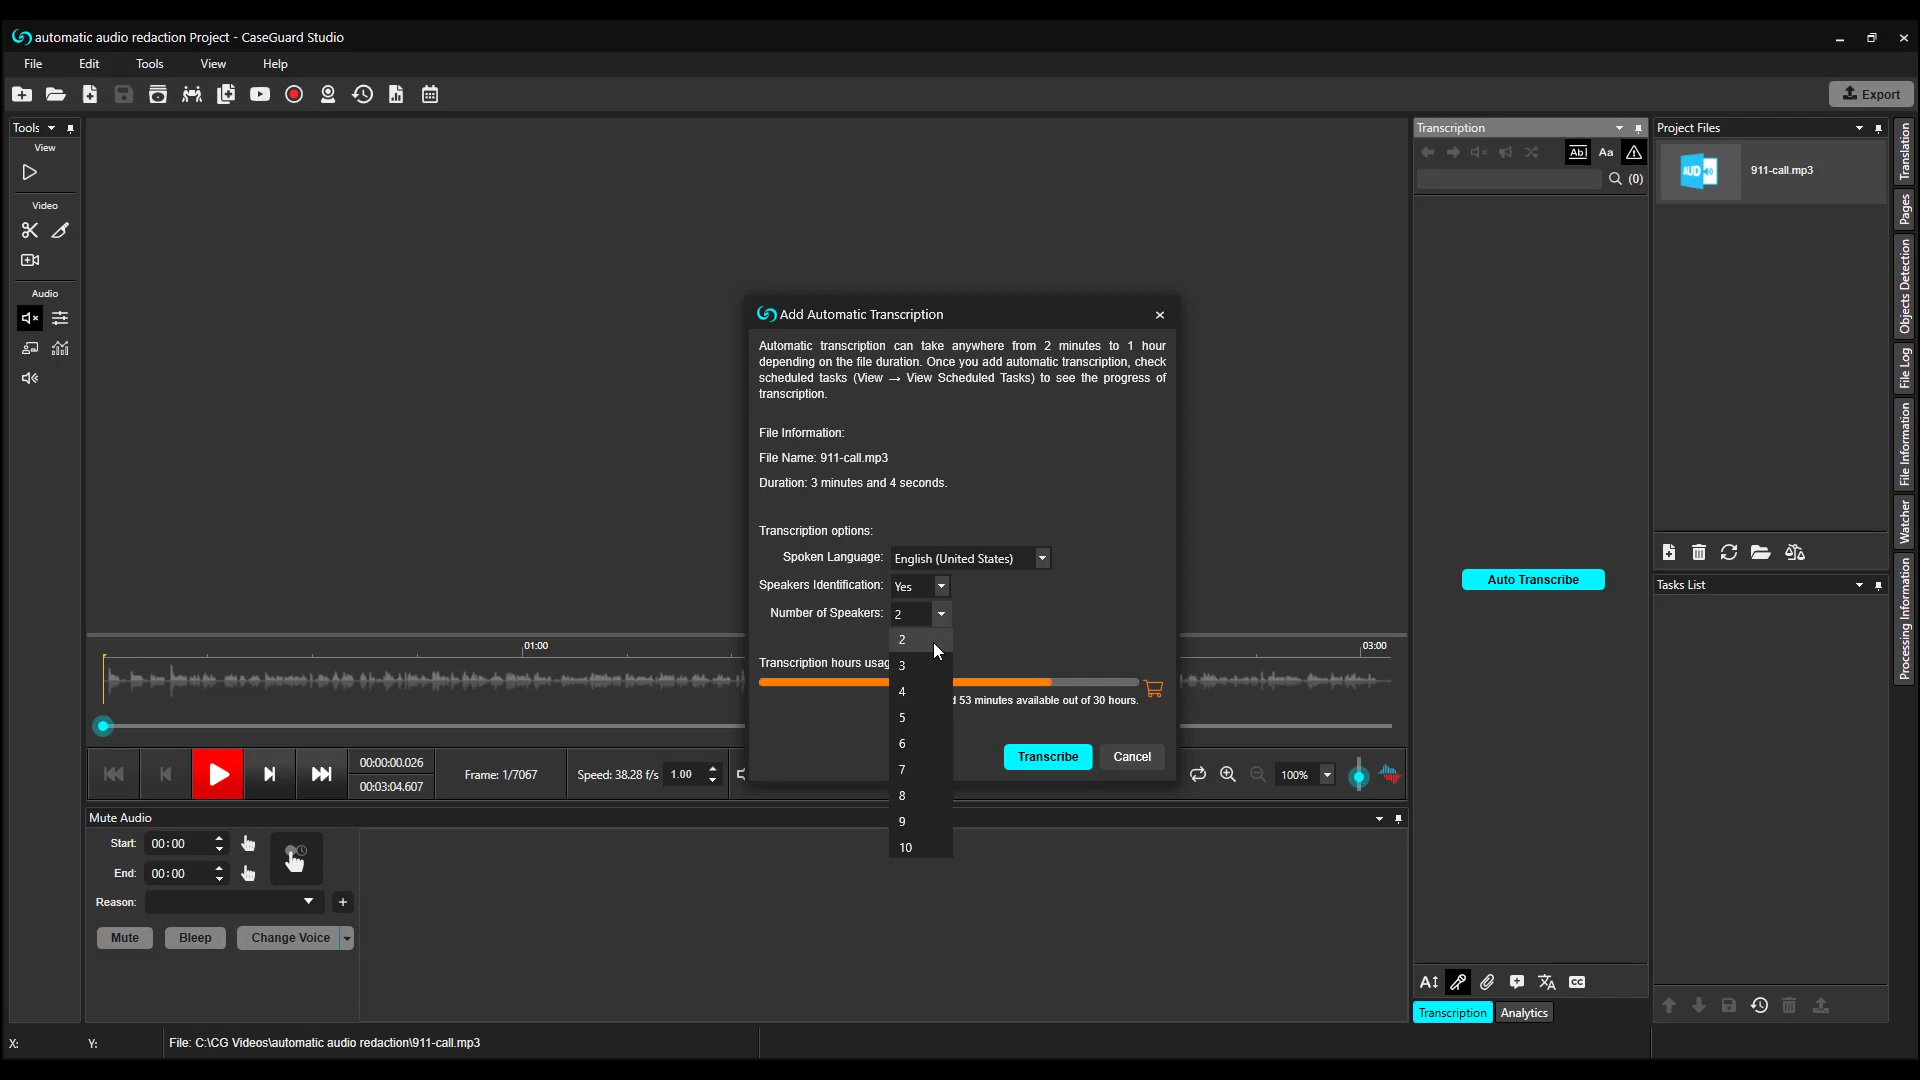 automatic audio redaction Project - CaseGuard Studio
File Edit Tools View Help
Export
Tools
View
Video
Audio
Transcription
Ab|
Aa
(0)
Auto Transcribe
Transcription Analytics
Project Files
AUD
911-call.mp3
Tasks List
Translation
Pages
Objects Detection
File Log
File Information
Watcher
Processing Information
Add Automatic Transcription
Automatic transcription can take anywhere from 2 minutes to 1 hour
depending on the file duration. Once you add automatic transcription, check
scheduled tasks (View → View Scheduled Tasks) to see the progress of
transcription.
File Information:
File Name: 911-call.mp3
Duration: 3 minutes and 4 seconds.
Transcription options:
Spoken Language: English (United States)
Speakers Identification: Yes
Number of Speakers: 2
2
3
4
5
6
7
8
9
10
Transcription hours
53 minutes available out of 30 hours.
Transcribe Cancel
01:00
03:00
00:00:00.026
00:03:04.607
Frame: 1/7067
Speed: 38.28 f/s 1.00
100%
Mute Audio
Start: 00:00
End: 00:00
Reason:
Mute Bleep Change Voice
A
CC
X: Y: File: C:\CG Videos\automatic audio redaction\911-call.mp3